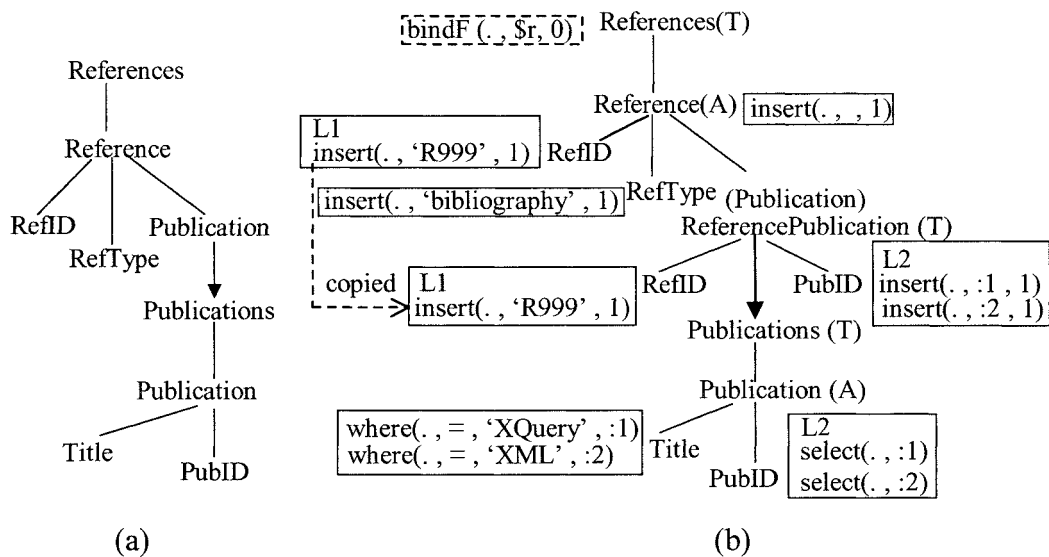 References
Reference
RefID
RefType
Publication
Publications
Publication
Title
PubID
(a)
bindF (. , $r, 0)
References(T)
Reference(A)
insert(. , , 1)
L1
insert(. , ‘R999’ , 1)
RefID
insert(. , ‘bibliography’ , 1)
RefType
(Publication)
ReferencePublication (T)
copied
L1
insert(. , ‘R999’ , 1)
RefID
PubID
L2
insert(. , :1 , 1)
insert(. , :2 , 1)
Publications (T)
Publication (A)
where(. , = , ‘XQuery’ , :1)
where(. , = , ‘XML’ , :2)
Title
PubID
L2
select(. , :1)
select(. , :2)
(b)